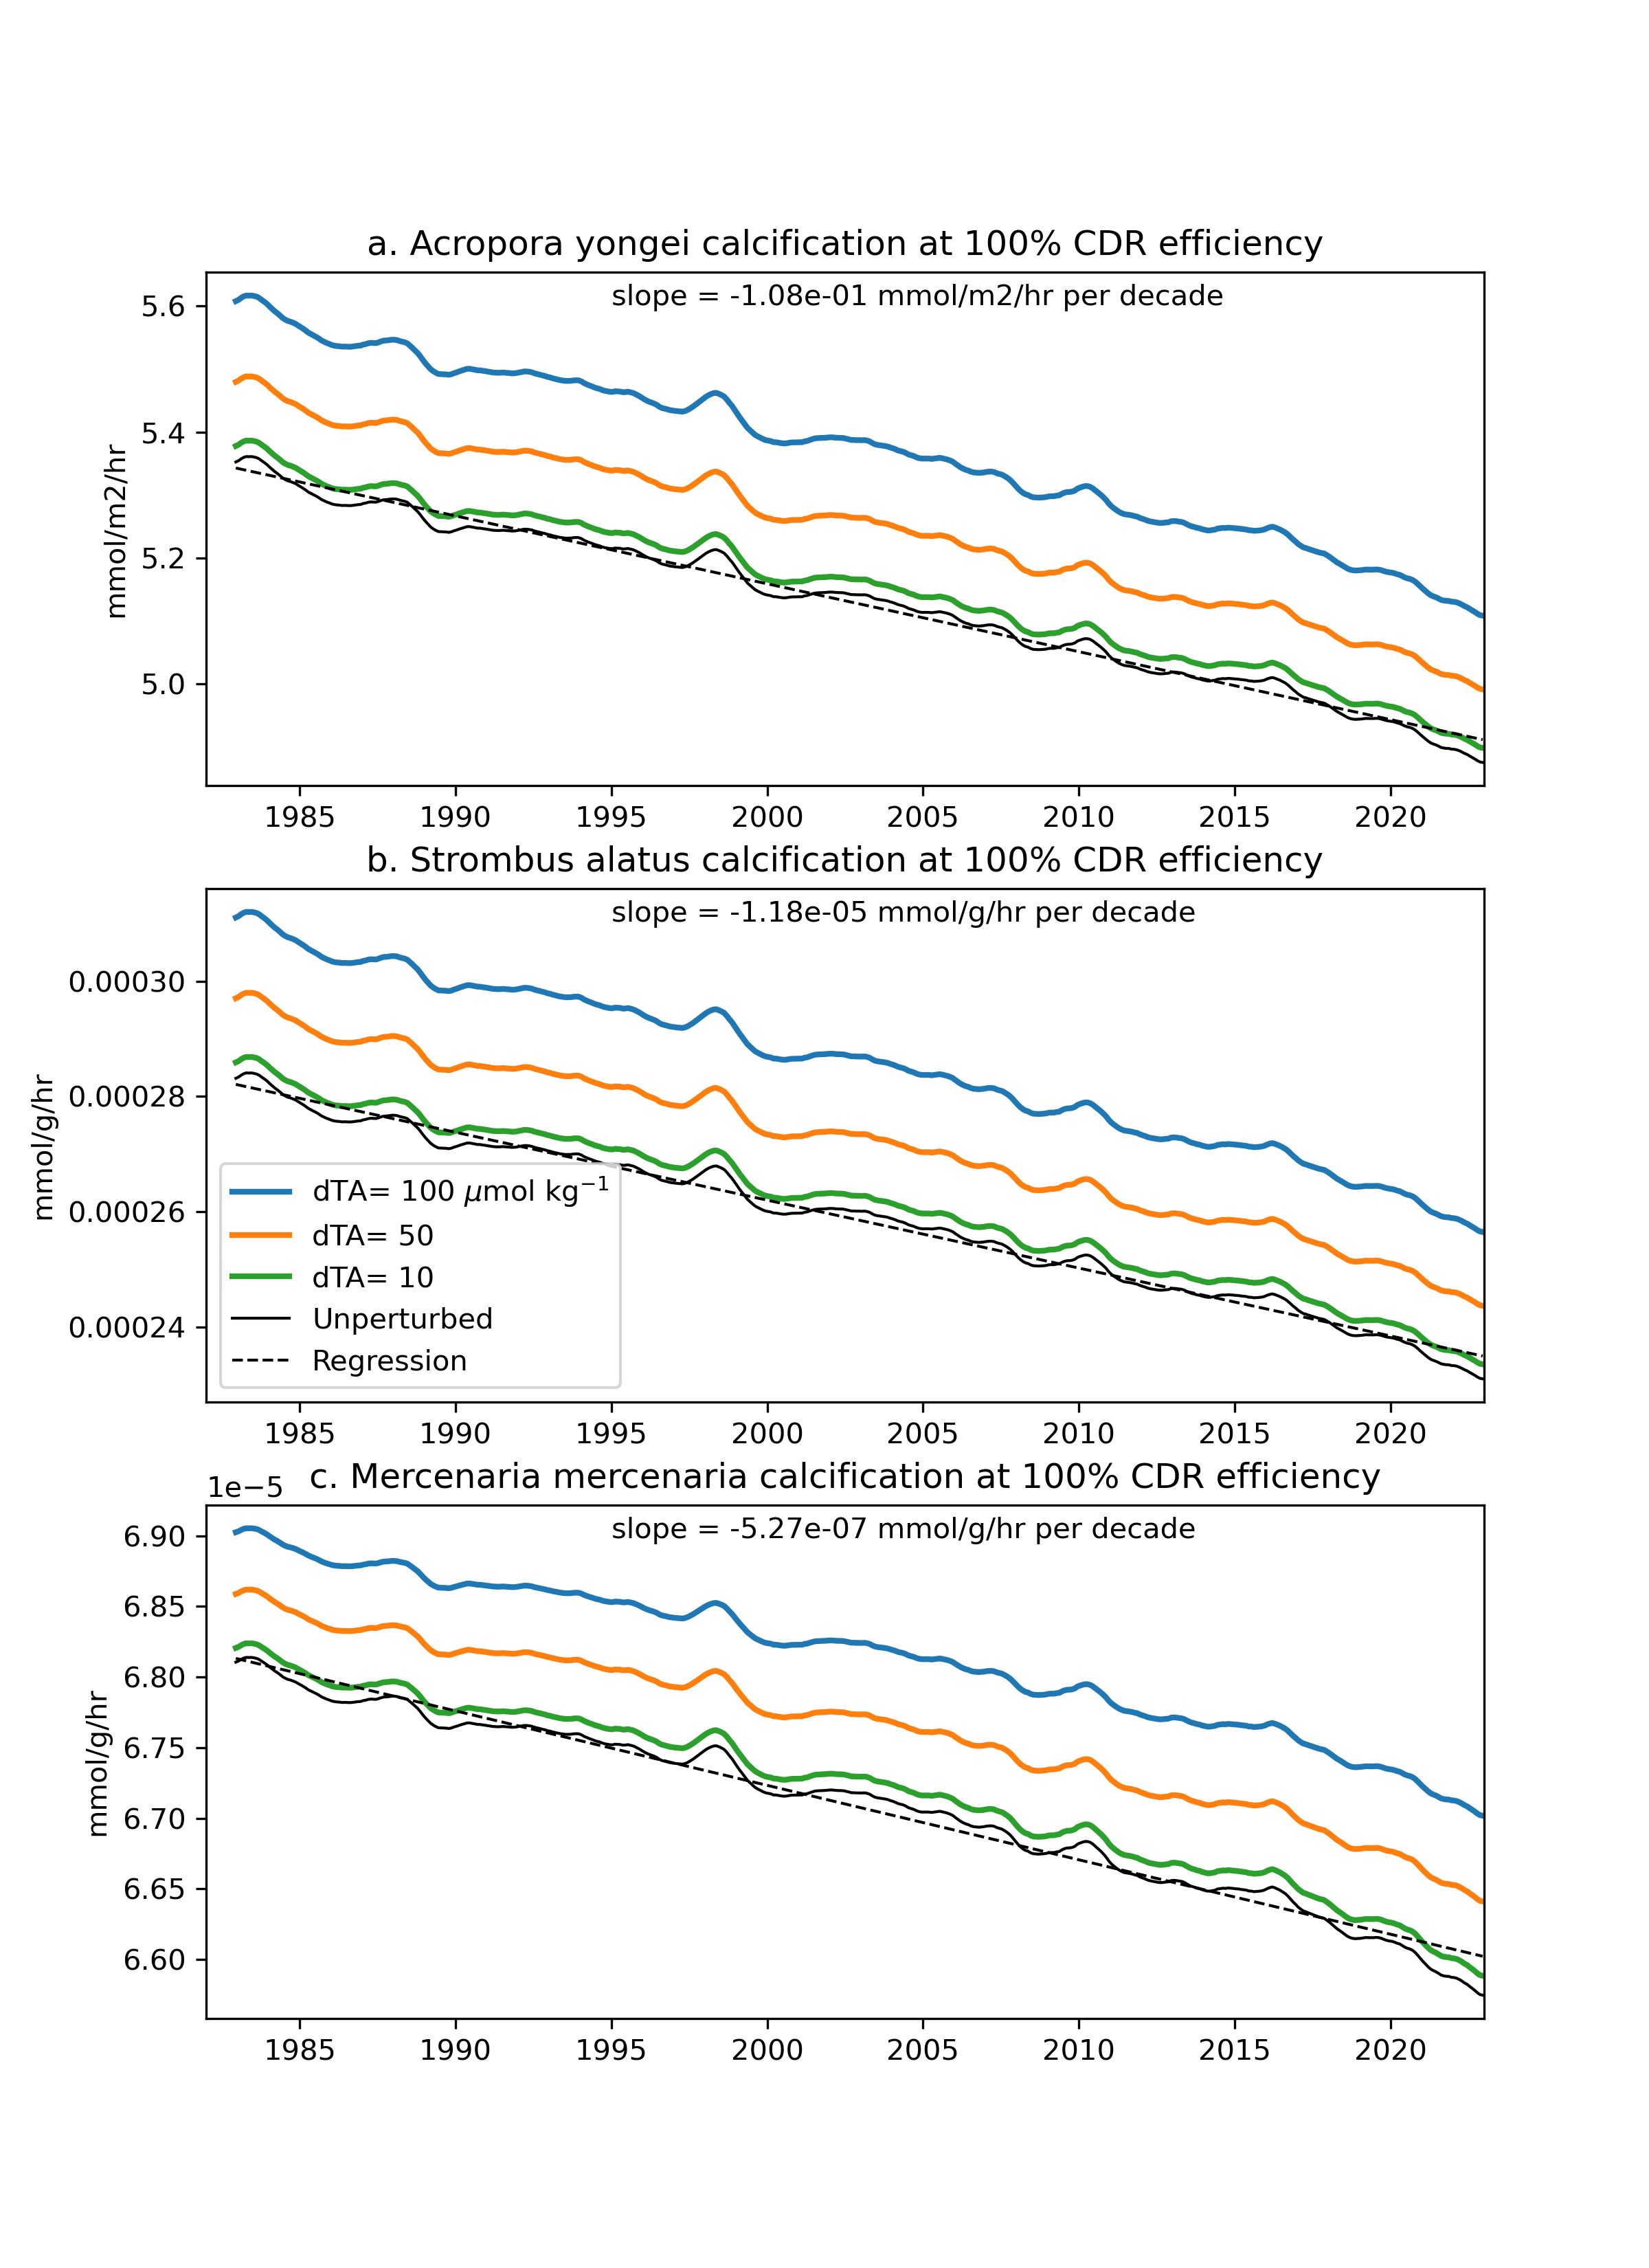 a. Acropora yongei calcification at 100% CDR efficiency
slope = -1.08e-01 mmol/m2/hr per decade
5.6
5.4
5.2
5.0
mmol/m2/hr
1985 1990 1995 2000 2005 2010 2015 2020
b. Strombus alatus calcification at 100% CDR efficiency
slope = -1.18e-05 mmol/g/hr per decade
0.00030
0.00028
0.00026
0.00024
mmol/g/hr
dTA= 100 μmol kg⁻¹
dTA= 50
dTA= 10
Unperturbed
Regression
1985 1990 1995 2000 2005 2010 2015 2020
1e−5 c. Mercenaria mercenaria calcification at 100% CDR efficiency
slope = -5.27e-07 mmol/g/hr per decade
6.90
6.85
6.80
6.75
6.70
6.65
6.60
mmol/g/hr
1985 1990 1995 2000 2005 2010 2015 2020